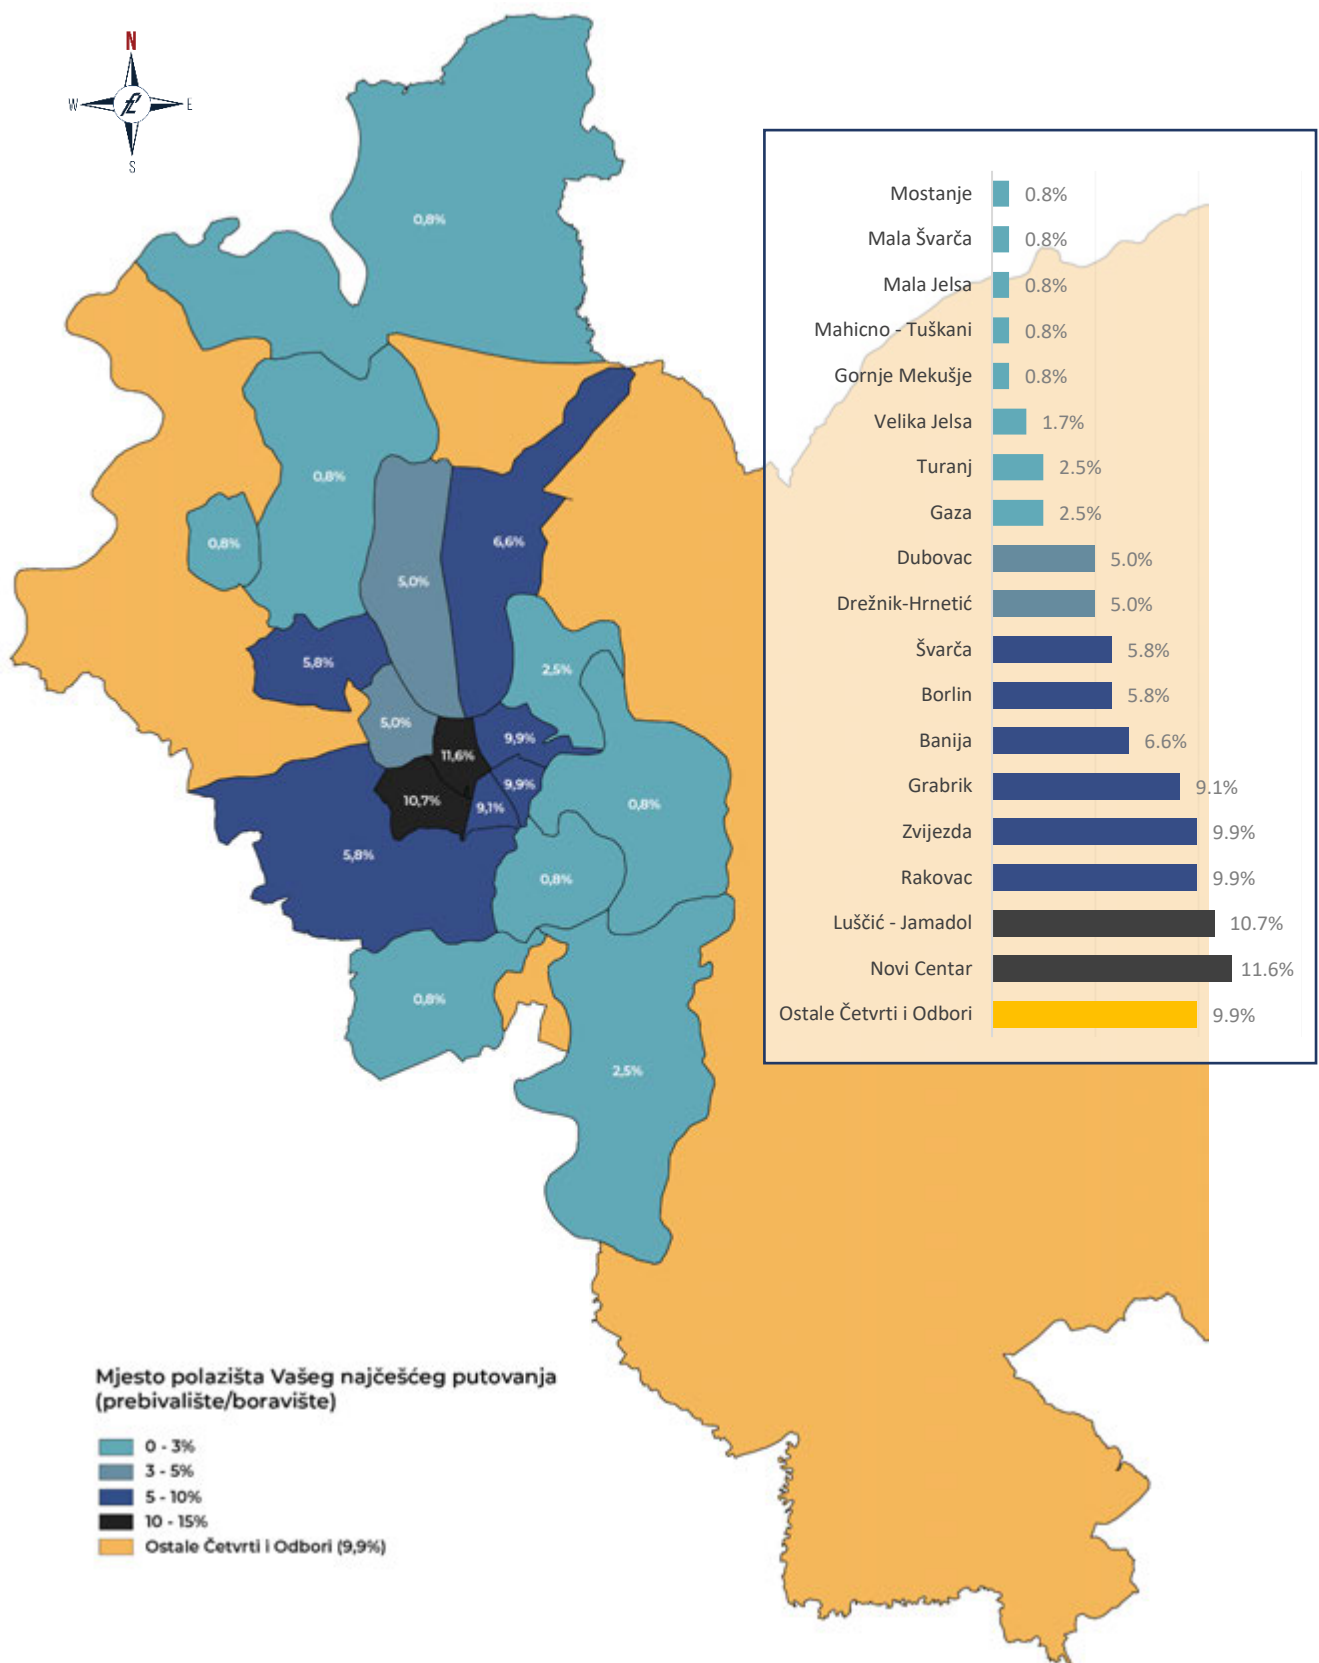 N
W
E
S
0,8%
0,8%
0,8%
6,6%
5,0%
5,8%
2,5%
5,0%
9,9%
11,6%
9,9%
10,7%
9,1%
0,8%
5,8%
0,8%
0,8%
2,5%
Mostanje 0.8%
Mala Švarča 0.8%
Mala Jelsa 0.8%
Mahicno - Tuškani 0.8%
Gornje Mekušje 0.8%
Velika Jelsa 1.7%
Turanj 2.5%
Gaza 2.5%
Dubovac 5.0%
Drežnik-Hrnetić 5.0%
Švarča 5.8%
Borlin 5.8%
Banija 6.6%
Grabrik 9.1%
Zvijezda 9.9%
Rakovac 9.9%
Luščić - Jamadol 10.7%
Novi Centar 11.6%
Ostale Četvrti i Odbori 9.9%
Mjesto polazišta Vašeg najčešćeg putovanja
(prebivalište/boravište)
0 - 3%
3 - 5%
5 - 10%
10 - 15%
Ostale Četvrti i Odbori (9,9%)